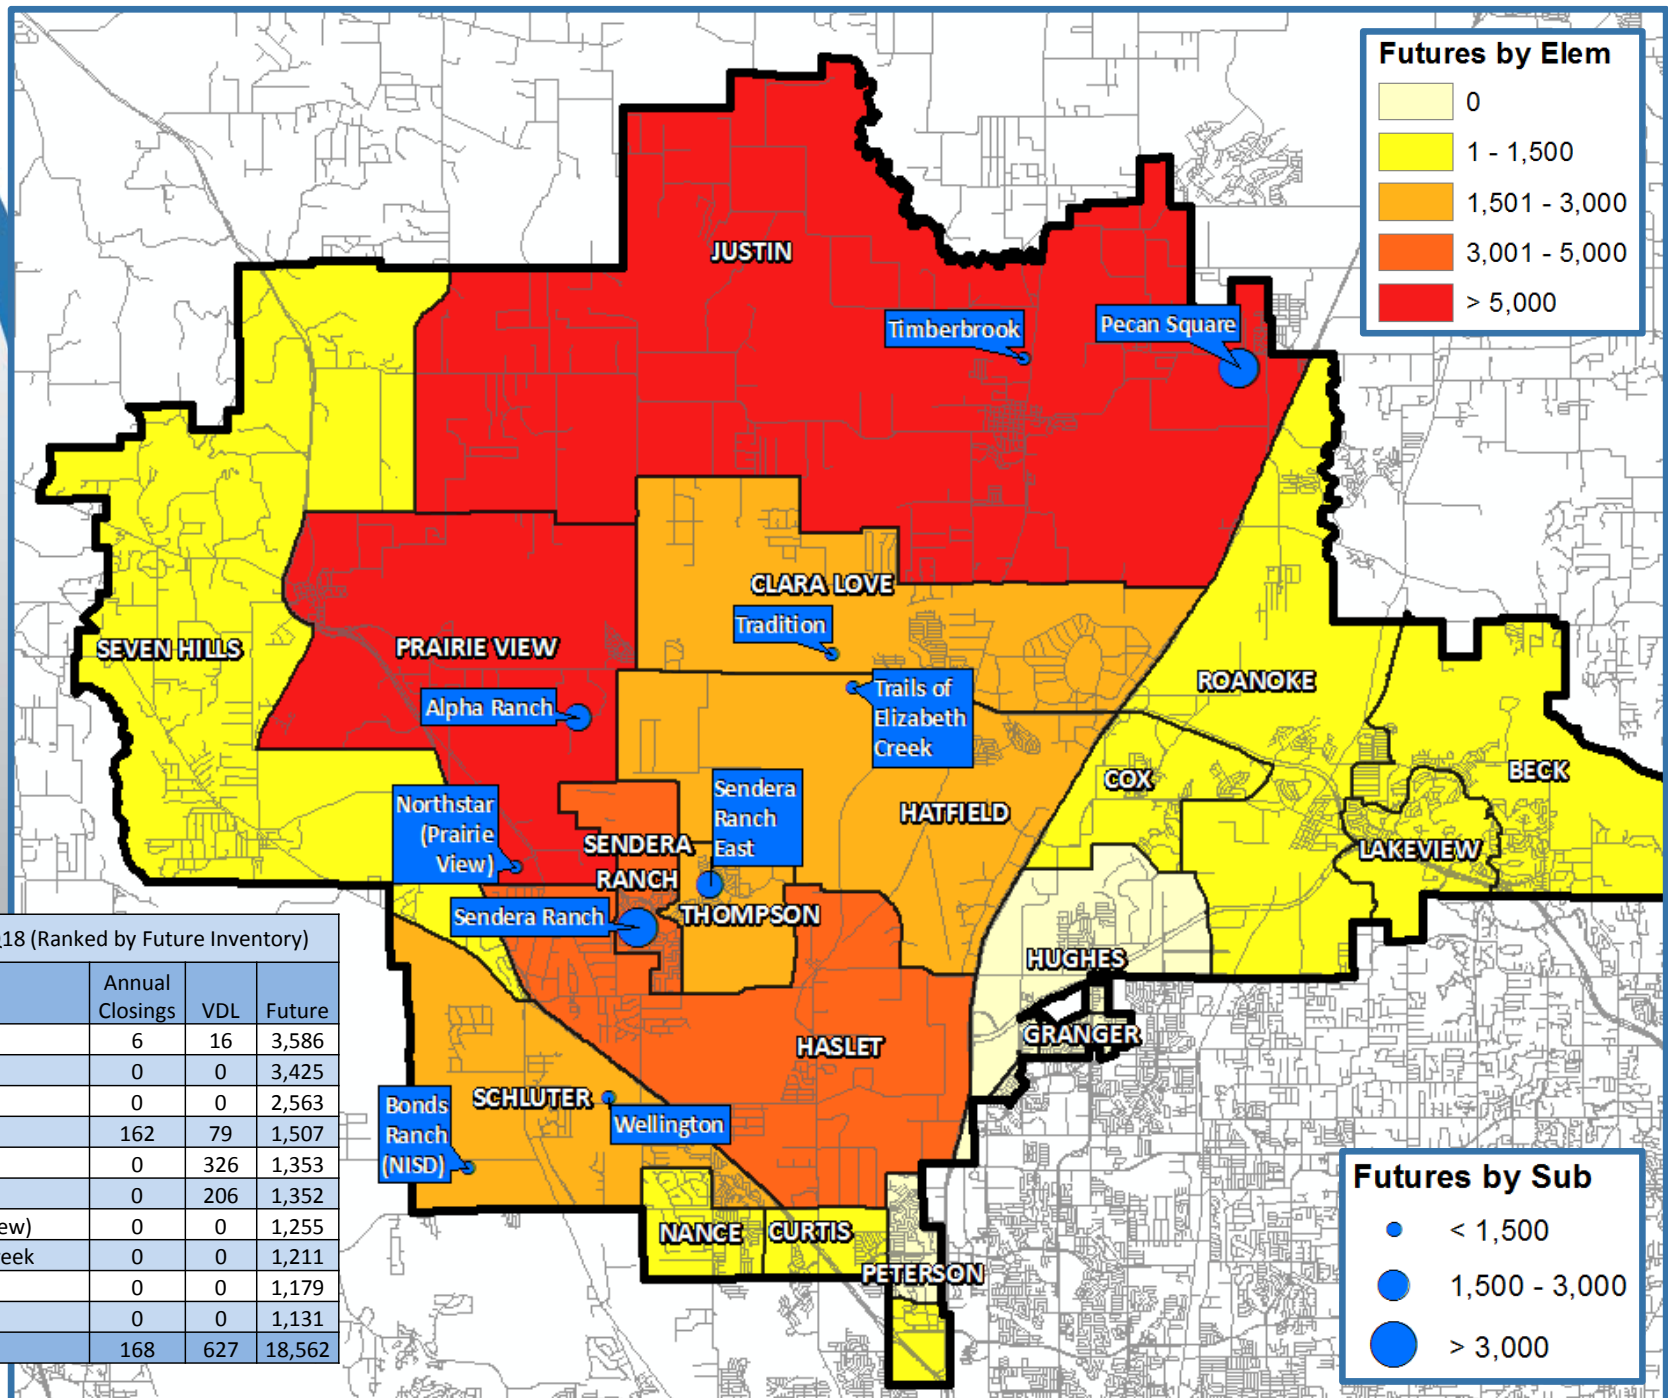 Futures by Elem
0
1 - 1,500
1,501 - 3,000
3,001 - 5,000
> 5,000
JUSTIN
Timberbrook
Pecan Square
CLARA LOVE
Tradition
SEVEN HILLS
PRAIRIE VIEW
Alpha Ranch
Trails of
Elizabeth
Creek
ROANOKE
BECK
COX
LAKEVIEW
HATFIELD
Northstar
(Prairie
View)
Sendera
Ranch
East
SENDERA
RANCH
Sendera Ranch
THOMPSON
HUGHES
GRANGER
HASLET
SCHLUTER
Wellington
Bonds
Ranch
(NISD)
NANCE
CURTIS
PETERSON
18 (Ranked by Future Inventory)
Annual
Closings VDL Future
6 16 3,586
0 0 3,425
0 0 2,563
162 79 1,507
0 326 1,353
0 206 1,352
ew) 0 0 1,255
reek 0 0 1,211
0 0 1,179
0 0 1,131
168 627 18,562
Futures by Sub
< 1,500
1,500 - 3,000
> 3,000